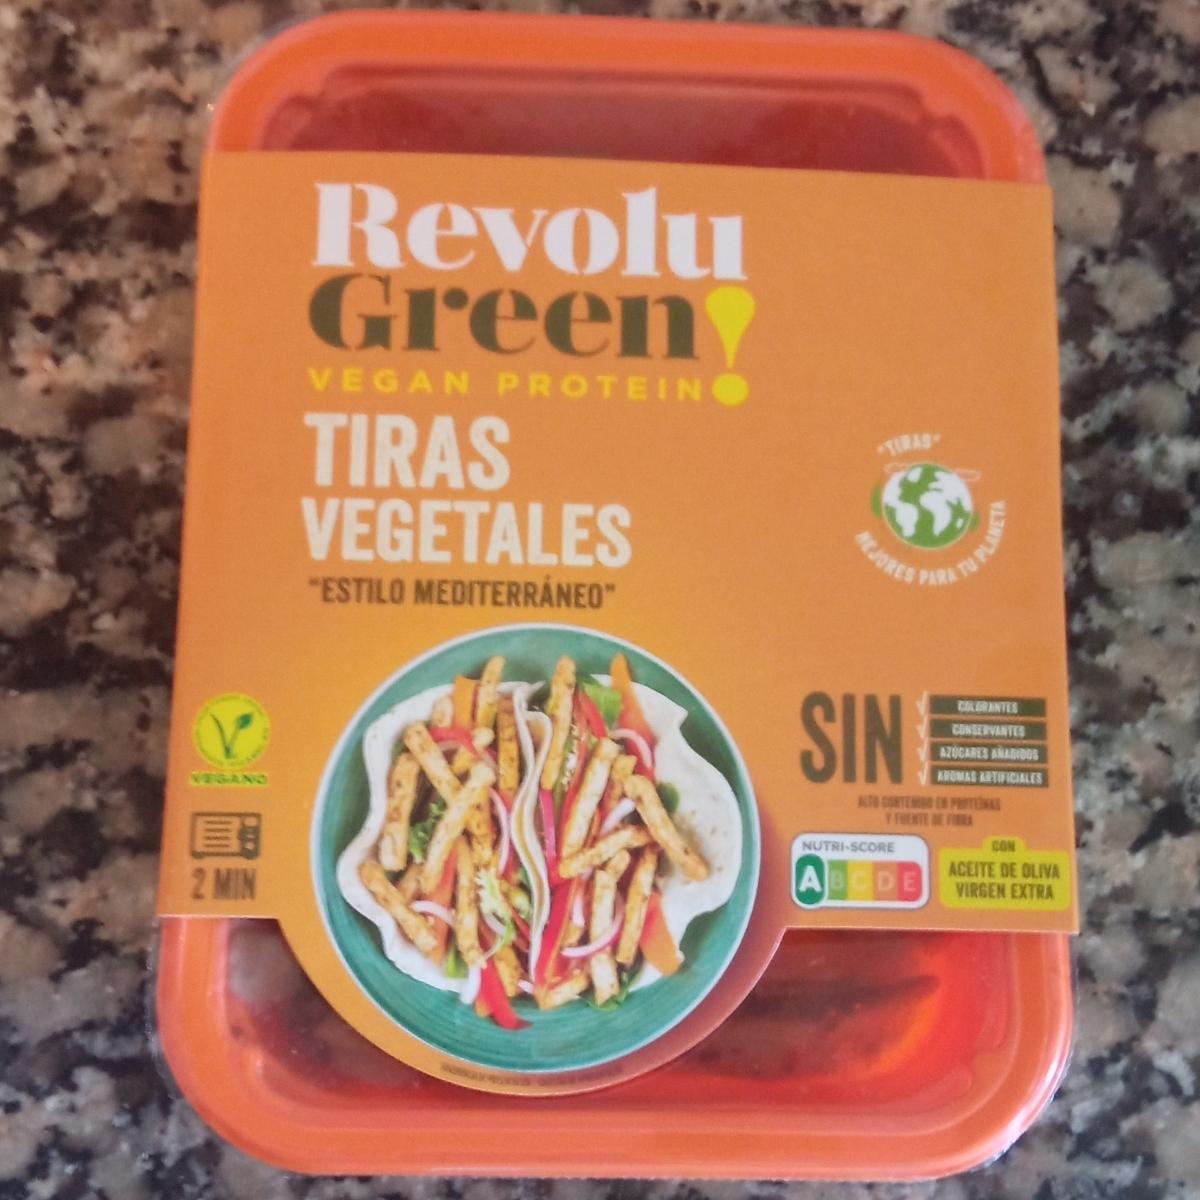 Revolu
Green!
VEGAN PROTEIN
TIRAS
VEGETALES
"ESTILO MEDITERRÁNEO"
"TIRAS"
MEJORES PARA TU PLANETA
VEGANO
2 MIN
SIN
COLORANTES
CONSERVANTES
AZÚCARES AÑADIDOS
AROMAS ARTIFICIALES
ALTO CONTENIDO EN PROTEÍNAS
Y FUENTE DE FIBRA
NUTRI-SCORE
A B C D E
CON
ACEITE DE OLIVA
VIRGEN EXTRA